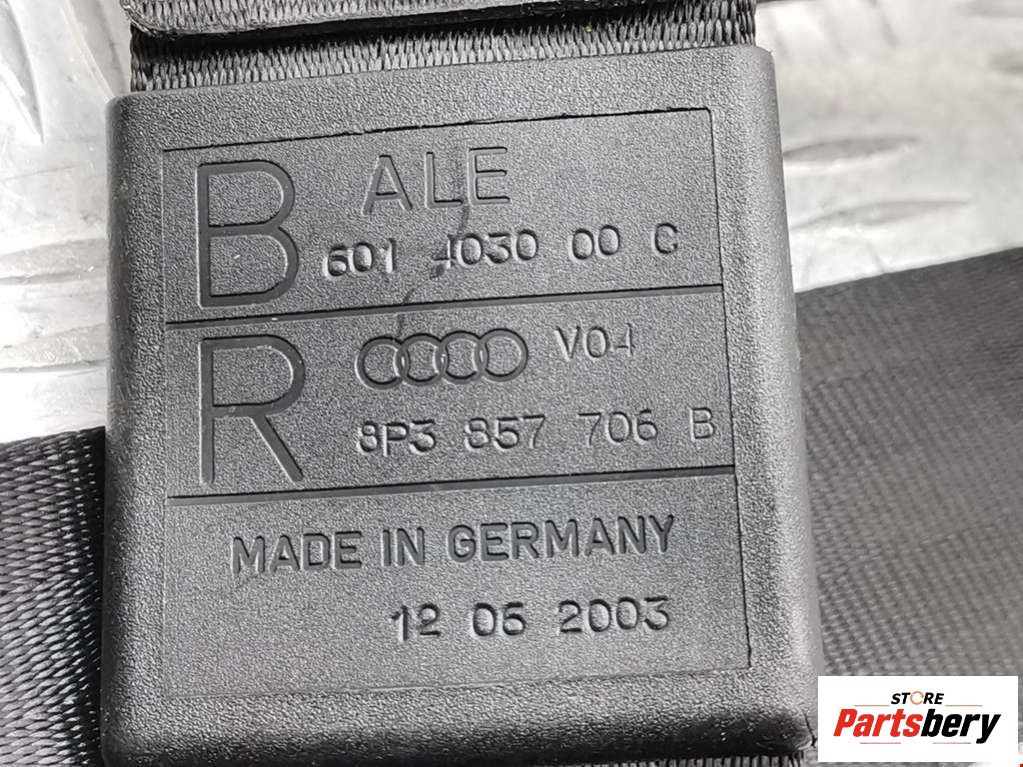 B
ALE
601 4030 00 C
R
V04
8P3 857 706 B
MADE IN GERMANY
12 05 2003
STORE
Partsbery